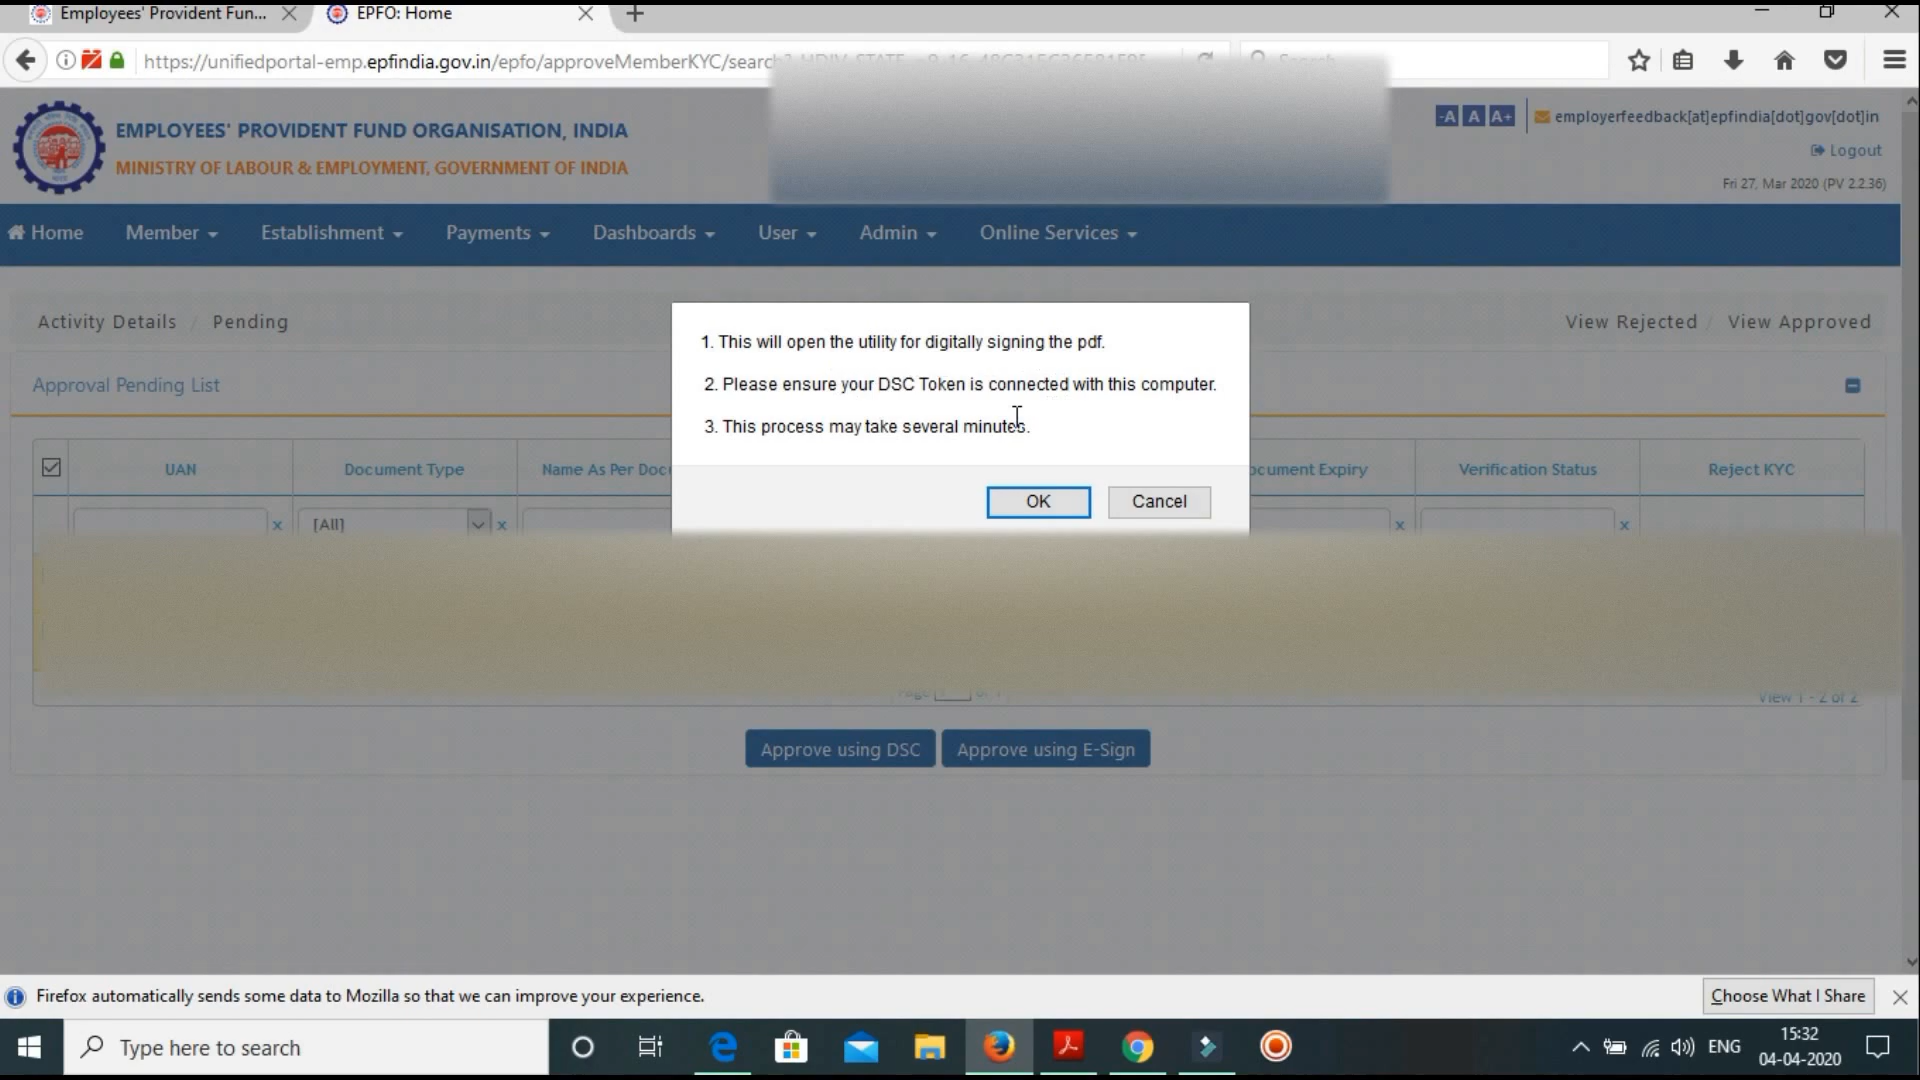 Employees' Provident Fun...
EPFO: Home
https://unifiedportal-emp.epfindia.gov.in/epfo/approveMemberKYC/search?
Search
EMPLOYEES' PROVIDENT FUND ORGANISATION, INDIA
MINISTRY OF LABOUR & EMPLOYMENT, GOVERNMENT OF INDIA
-A A A+
employerfeedback[at]epfindia[dot]gov[dot]in
Logout
Fri 27, Mar 2020 (PV 2.2.36)
Home Member Establishment Payments Dashboards User Admin Online Services
Activity Details / Pending
View Rejected / View Approved
1. This will open the utility for digitally signing the pdf.
2. Please ensure your DSC Token is connected with this computer.
3. This process may take several minutes.
OK Cancel
Approval Pending List
UAN Document Type Name As Per Doc Expiry Verification Status Reject KYC
x [All] x x x
View 1 - 2 of 2
Approve using DSC Approve using E-Sign
Firefox automatically sends some data to Mozilla so that we can improve your experience.
Choose What I Share
Type here to search
ENG
15:32
04-04-2020